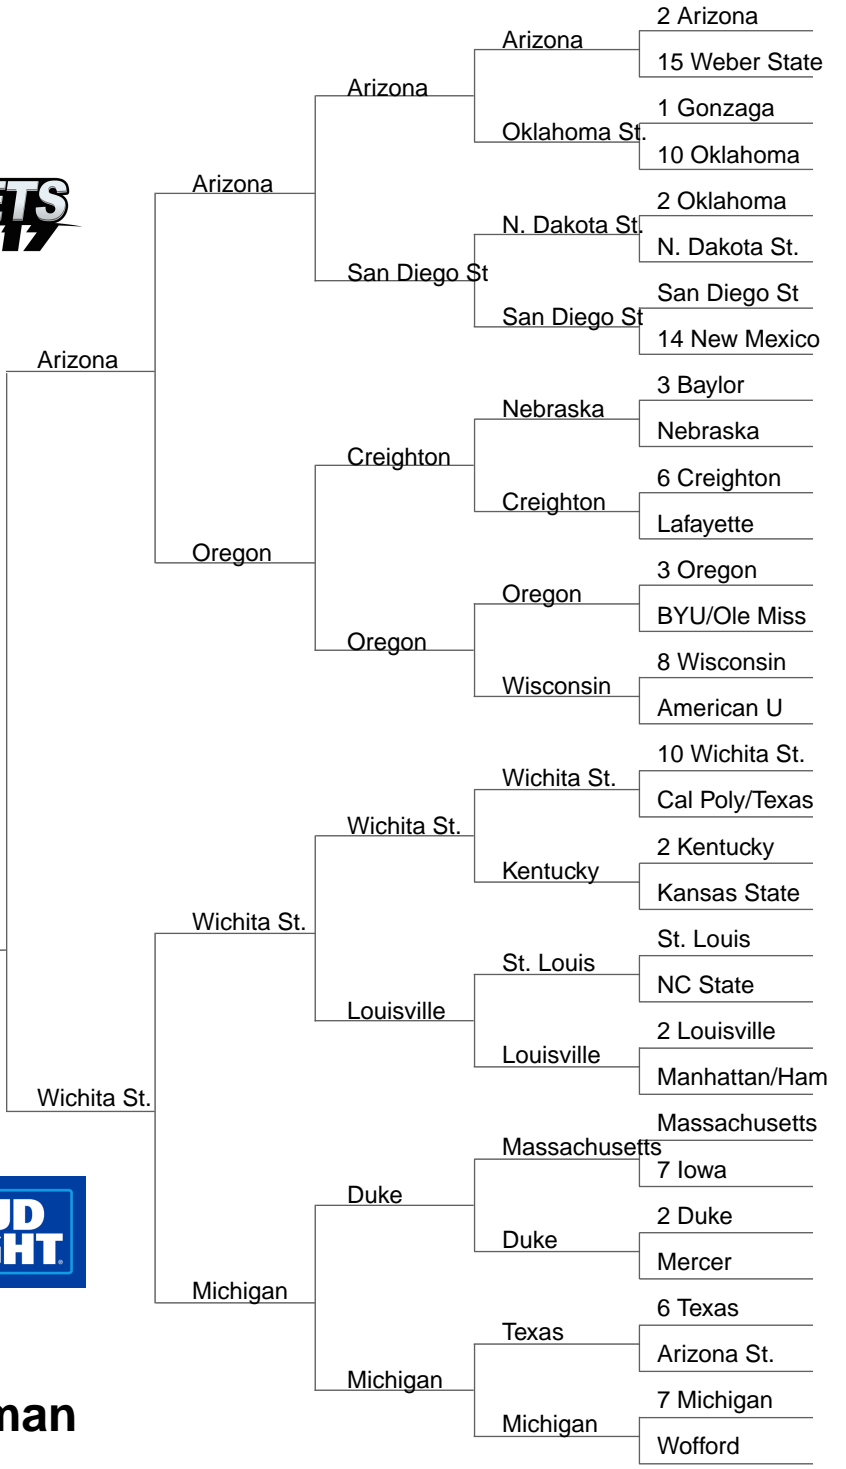 2 Arizona
Arizona
15 Weber State
Arizona
1 Gonzaga
Oklahoma St.
10 Oklahoma
Arizona
2 Oklahoma
N. Dakota St.
N. Dakota St.
San Diego St
San Diego St
San Diego St
14 New Mexico
Arizona
3 Baylor
Nebraska
Nebraska
Creighton
6 Creighton
Creighton
Lafayette
Oregon
3 Oregon
Oregon
BYU/Ole Miss
Oregon
8 Wisconsin
Wisconsin
American U
10 Wichita St.
Wichita St.
Cal Poly/Texas
Wichita St.
2 Kentucky
Kentucky
Kansas State
Wichita St.
St. Louis
St. Louis
NC State
Louisville
2 Louisville
Louisville
Manhattan/Ham
Wichita St.
Massachusetts
Massachusetts
7 Iowa
Duke
2 Duke
Duke
Mercer
Michigan
6 Texas
Texas
Arizona St.
Michigan
7 Michigan
Michigan
Wofford
ETS
17
UD
GHT
man